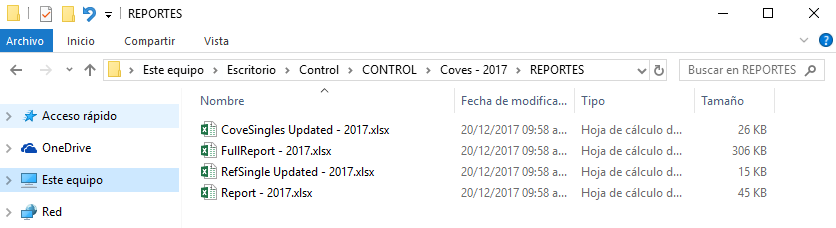 REPORTES
Archivo Inicio Compartir Vista
Este equipo Escritorio Control CONTROL Coves - 2017 REPORTES Buscar en REPORTES
Nombre Fecha de modifica... Tipo Tamaño
Acceso rápido
OneDrive
Este equipo
Red
CoveSingles Updated - 2017.xlsx 20/12/2017 09:58 a... Hoja de cálculo d... 26 KB
FullReport - 2017.xlsx 20/12/2017 09:58 a... Hoja de cálculo d... 306 KB
RefSingle Updated - 2017.xlsx 20/12/2017 09:58 a... Hoja de cálculo d... 15 KB
Report - 2017.xlsx 20/12/2017 09:58 a... Hoja de cálculo d... 45 KB